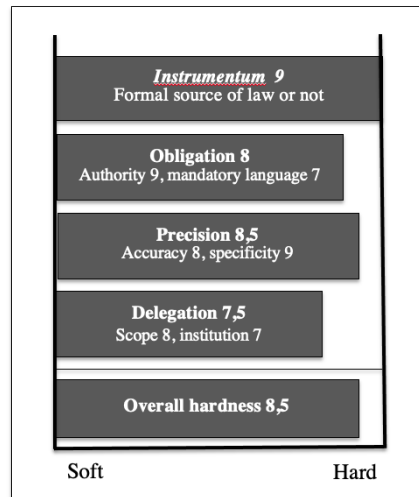 Instrumentum 9
Formal source of law or not
Obligation 8
Authority 9, mandatory language 7
Precision 8,5
Accuracy 8, specificity 9
Delegation 7,5
Scope 8, institution 7
Overall hardness 8,5
Soft Hard